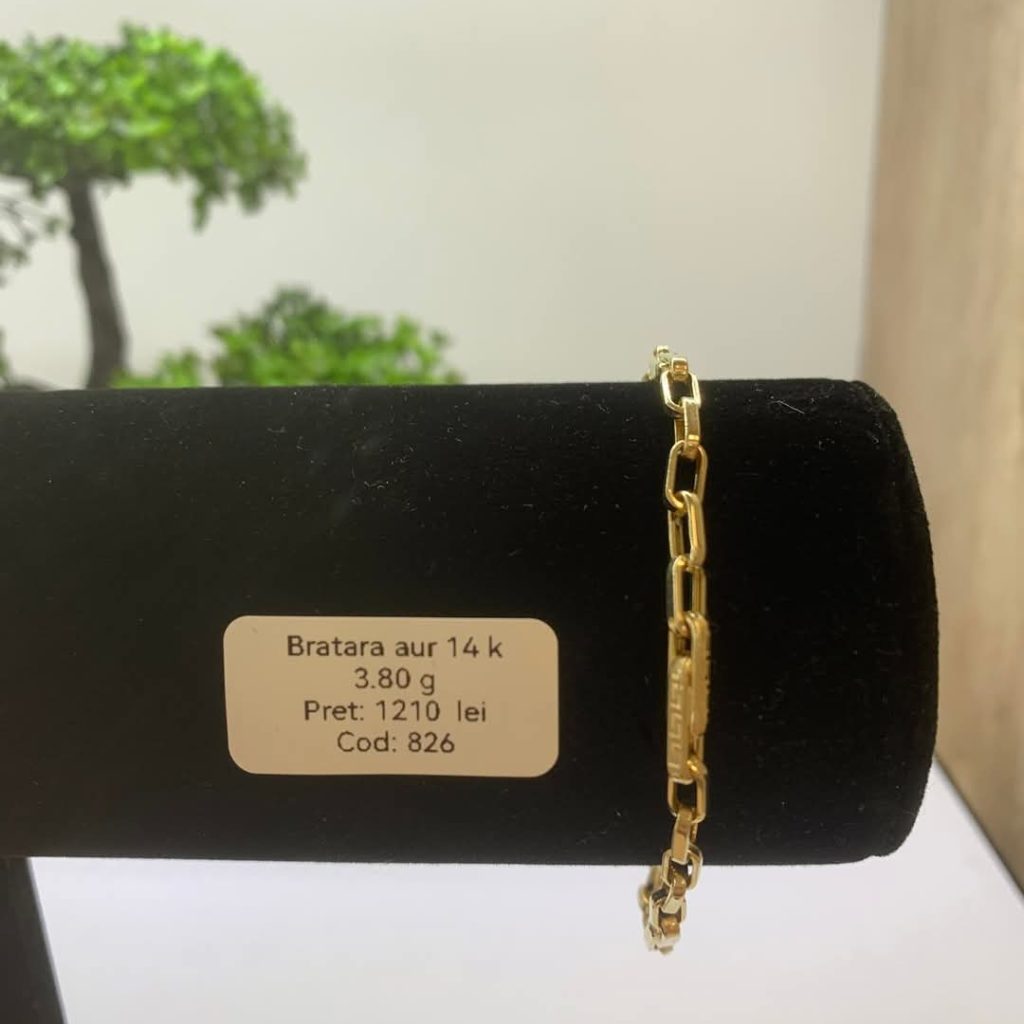 Bratara aur 14 k
3.80 g
Pret: 1210 lei
Cod: 826